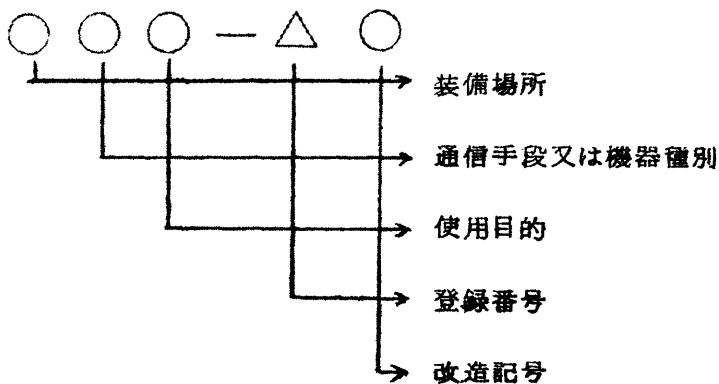 ○○○－△○
装備場所
通信手段又は機器種別
使用目的
登録番号
改造記号